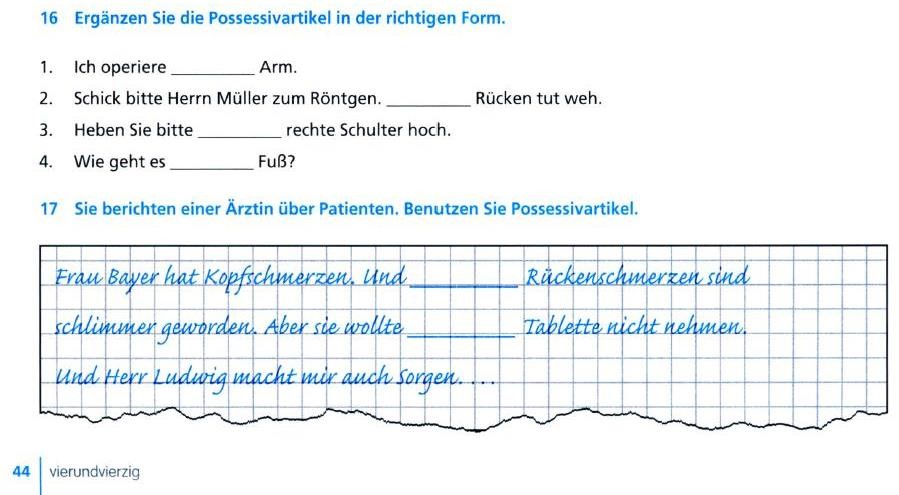 16 Ergänzen Sie die Possessivartikel in der richtigen Form.
1. Ich operiere _________ Arm.
2. Schick bitte Herrn Müller zum Röntgen. _________ Rücken tut weh.
3. Heben Sie bitte _________ rechte Schulter hoch.
4. Wie geht es _________ Fuß?
17 Sie berichten einer Ärztin über Patienten. Benutzen Sie Possessivartikel.
Frau Bayer hat Kopfschmerzen. Und _________ Rückenschmerzen sind
schlimmer geworden. Aber sie wollte _________ Tablette nicht nehmen.
Und Herr Ludwig macht mir auch Sorgen. ...
44 vierundvierzig